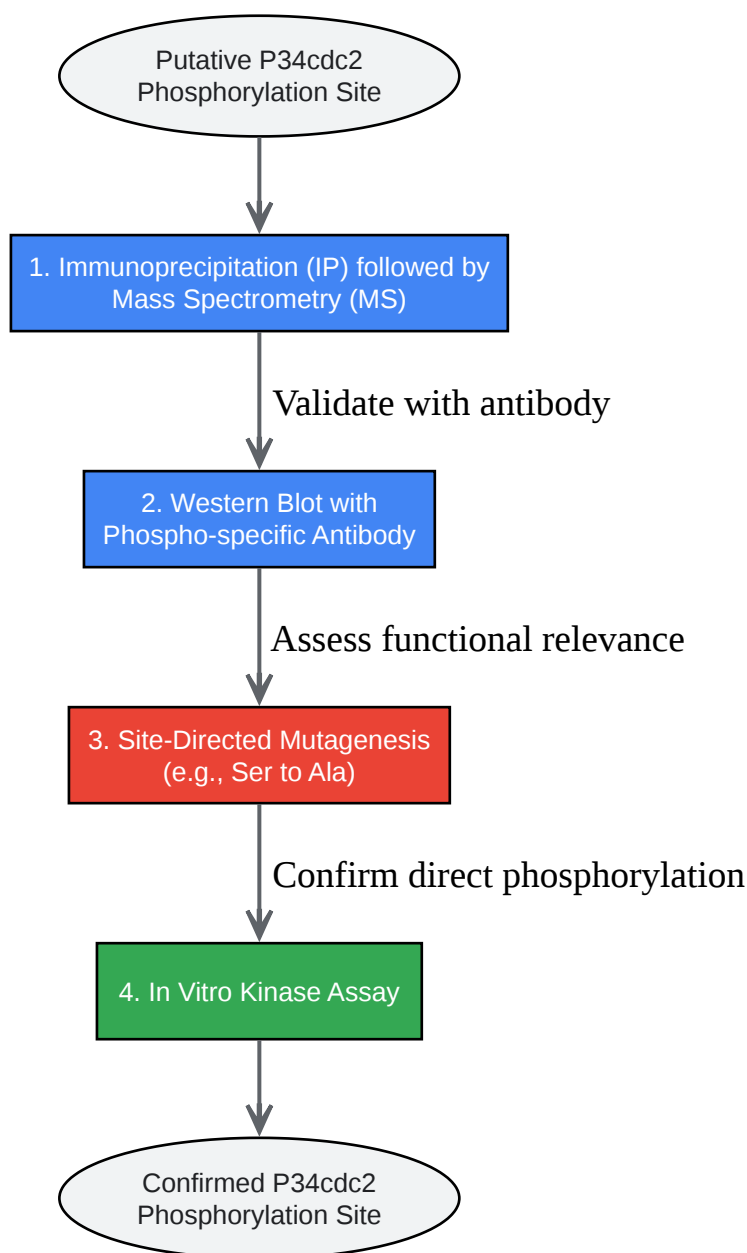 Putative P34cdc2
Phosphorylation Site
1. Immunoprecipitation (IP) followed by
Mass Spectrometry (MS)
Validate with antibody
2. Western Blot with
Phospho-specific Antibody
Assess functional relevance
3. Site-Directed Mutagenesis
(e.g., Ser to Ala)
Confirm direct phosphorylation
4. In Vitro Kinase Assay
Confirmed P34cdc2
Phosphorylation Site